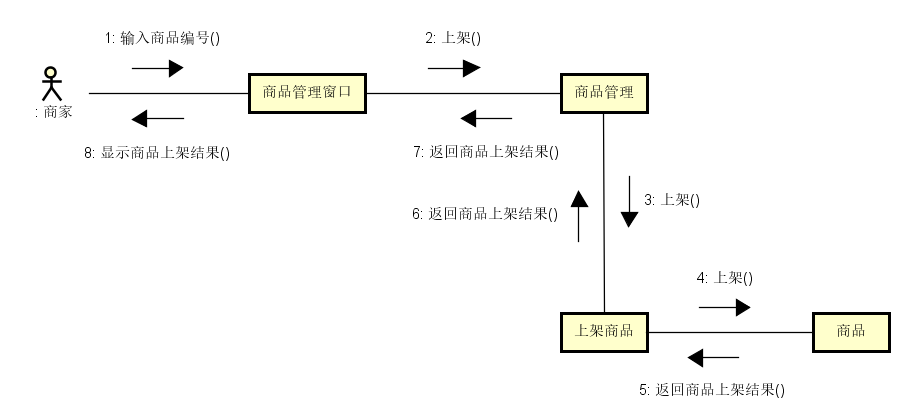 1: 输入商品编号()
2: 上架()
: 商家
商品管理窗口
商品管理
8: 显示商品上架结果()
7: 返回商品上架结果()
6: 返回商品上架结果()
3: 上架()
4: 上架()
上架商品
商品
5: 返回商品上架结果()